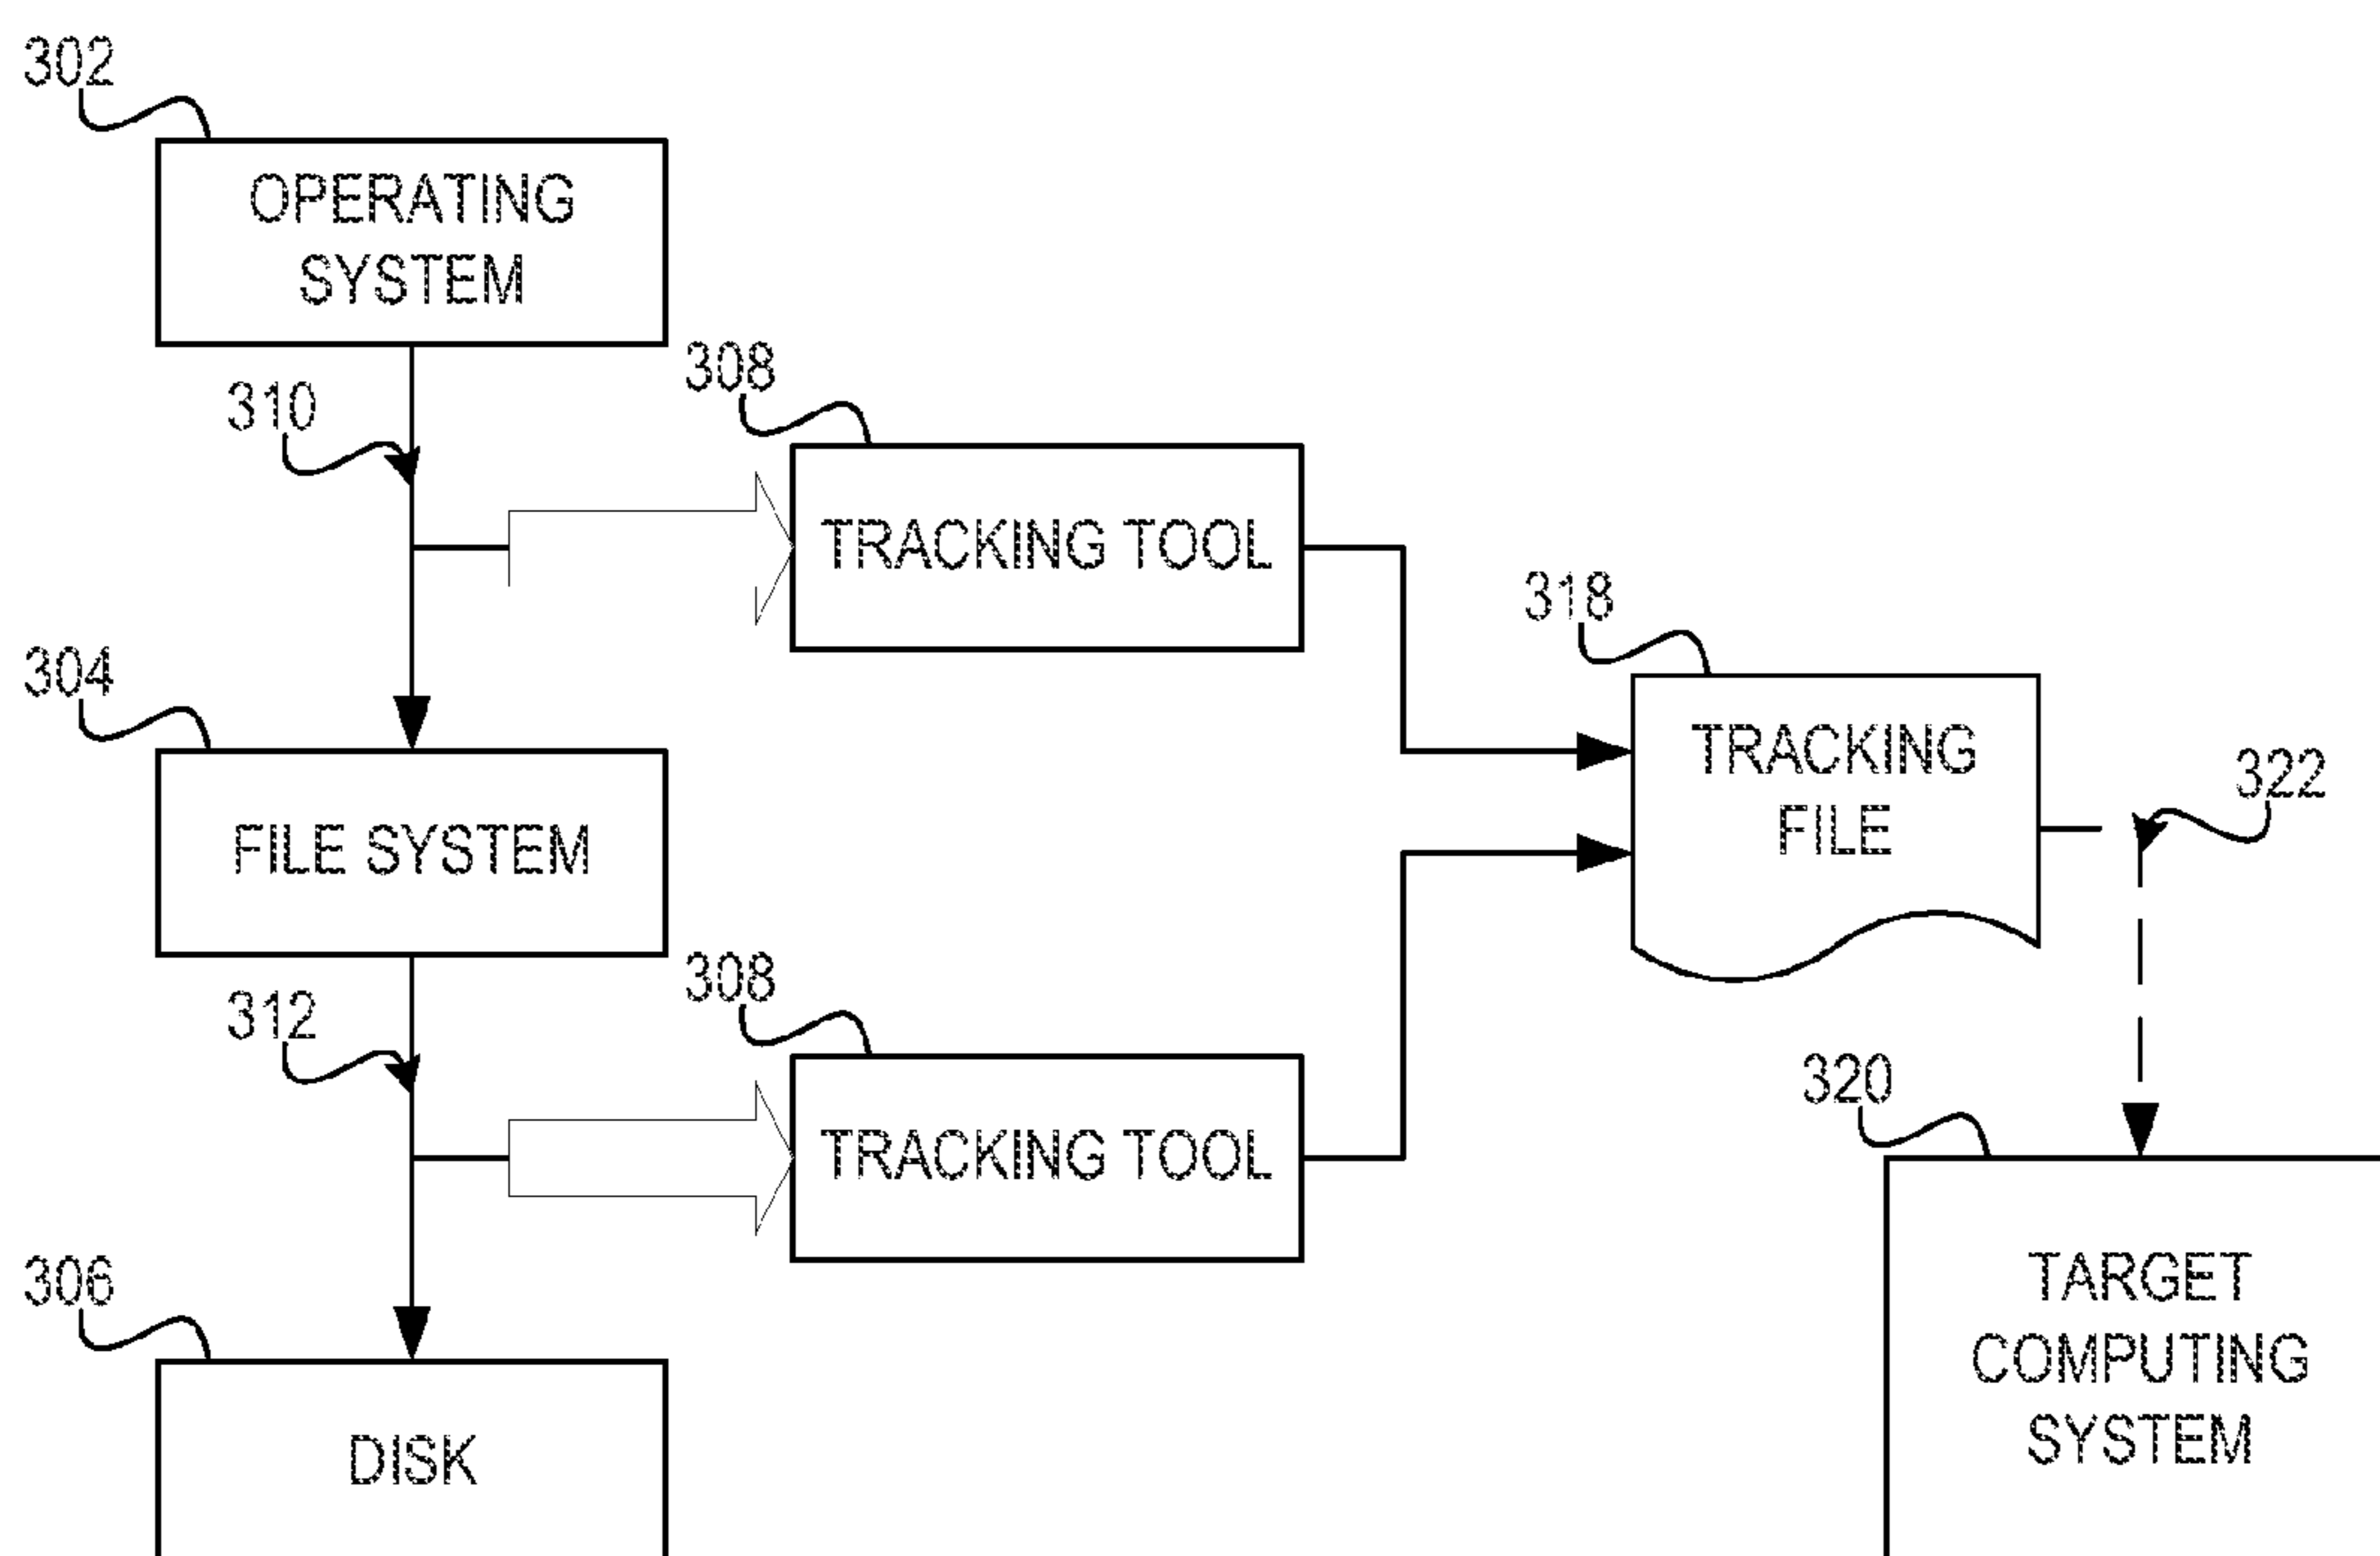 302
OPERATING
SYSTEM
310
308
TRACKING TOOL
304
FILE SYSTEM
318
TRACKING
FILE
322
312
308
TRACKING TOOL
306
DISK
320
TARGET
COMPUTING
SYSTEM